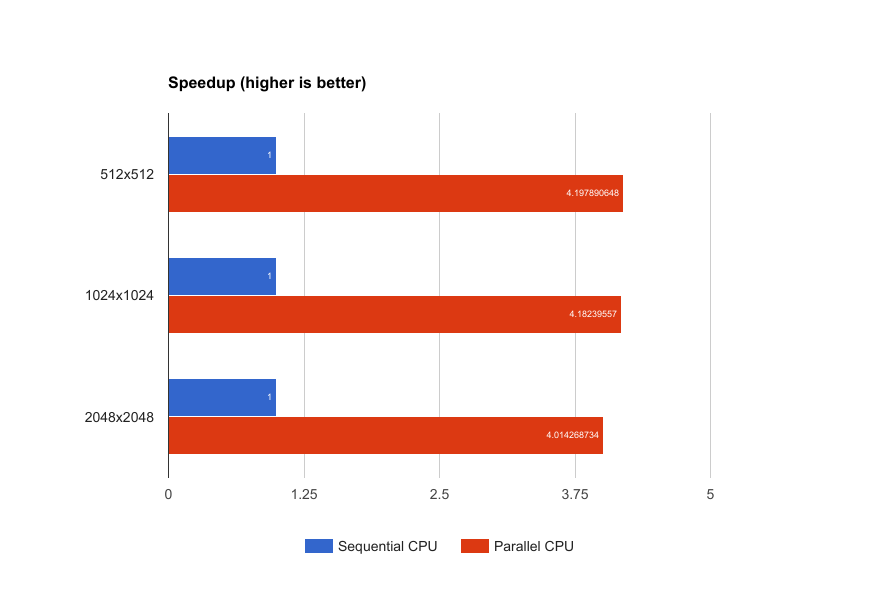 Speedup (higher is better)
512x512
1
4.197890648
1024x1024
1
4.18239557
2048x2048
1
4.014268734
0 1.25 2.5 3.75 5
Sequential CPU Parallel CPU